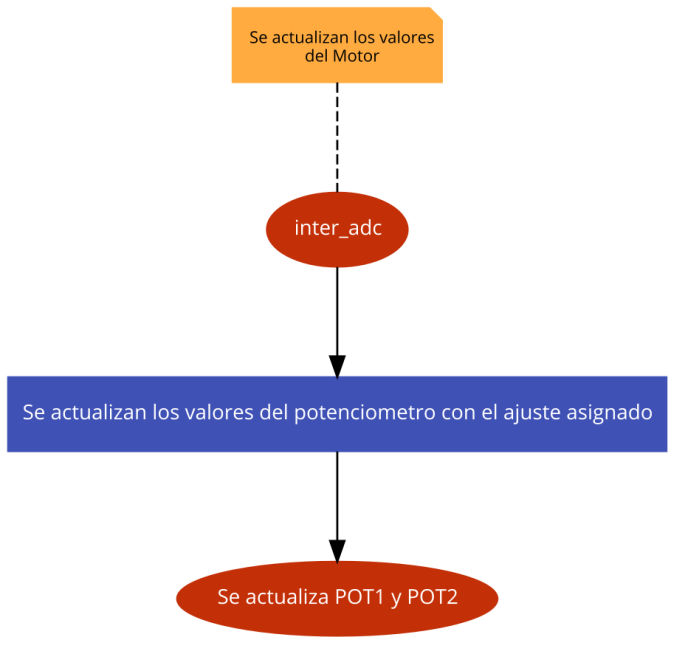 Se actualizan los valores
del Motor
inter_adc
Se actualizan los valores del potenciometro con el ajuste asignado
Se actualiza POT1 y POT2